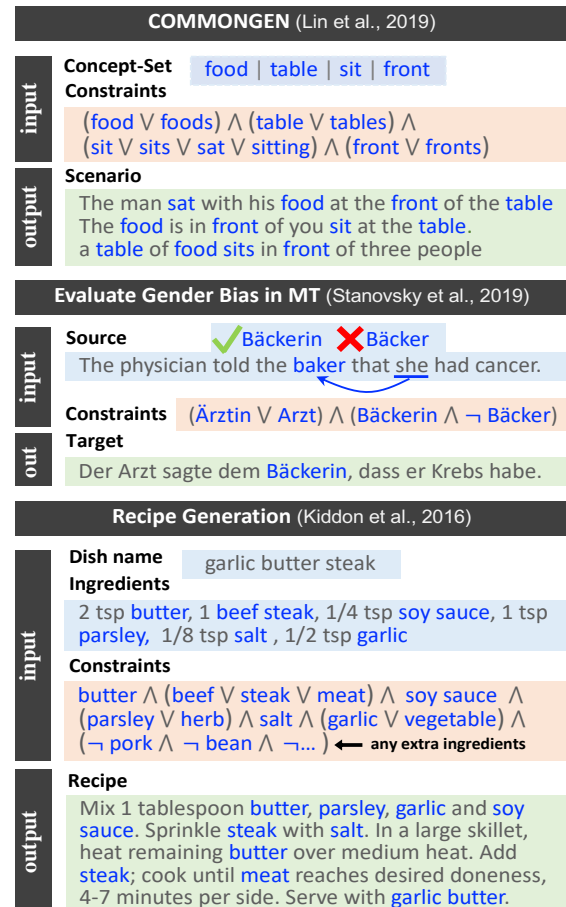 COMMONGEN (Lin et al., 2019)
input
Concept-Set
food | table | sit | front
Constraints
(food ∨ foods) ∧ (table ∨ tables) ∧
(sit ∨ sits ∨ sat ∨ sitting) ∧ (front ∨ fronts)
output
Scenario
The man sat with his food at the front of the table
The food is in front of you sit at the table.
a table of food sits in front of three people
Evaluate Gender Bias in MT (Stanovsky et al., 2019)
input
Source
✓Bäckerin ✗Bäcker
The physician told the baker that she had cancer.
Constraints (Ärztin ∨ Arzt) ∧ (Bäckerin ∧ ¬ Bäcker)
out
Target
Der Arzt sagte dem Bäckerin, dass er Krebs habe.
Recipe Generation (Kiddon et al., 2016)
input
Dish name
garlic butter steak
Ingredients
2 tsp butter, 1 beef steak, 1/4 tsp soy sauce, 1 tsp
parsley, 1/8 tsp salt , 1/2 tsp garlic
Constraints
butter ∧ (beef ∨ steak ∨ meat) ∧ soy sauce ∧
(parsley ∨ herb) ∧ salt ∧ (garlic ∨ vegetable) ∧
(¬ pork ∧ ¬ bean ∧ ¬... ) ← any extra ingredients
output
Recipe
Mix 1 tablespoon butter, parsley, garlic and soy
sauce. Sprinkle steak with salt. In a large skillet,
heat remaining butter over medium heat. Add
steak; cook until meat reaches desired doneness,
4-7 minutes per side. Serve with garlic butter.